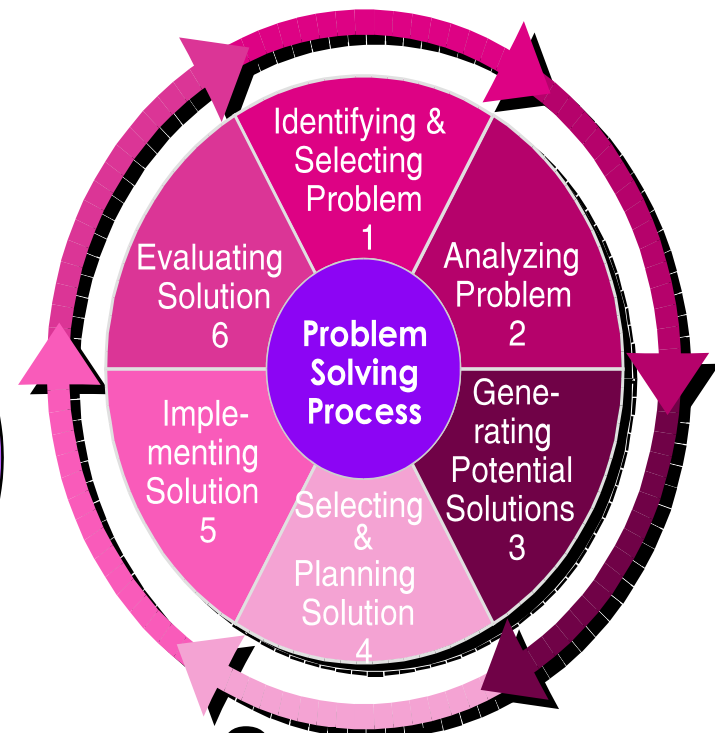 Identifying &
Selecting
Problem
1
Analyzing
Problem
2
Gene-
rating
Potential
Solutions
3
Selecting
&
Planning
Solution
4
Imple-
menting
Solution
5
Evaluating
Solution
6
Problem
Solving
Process